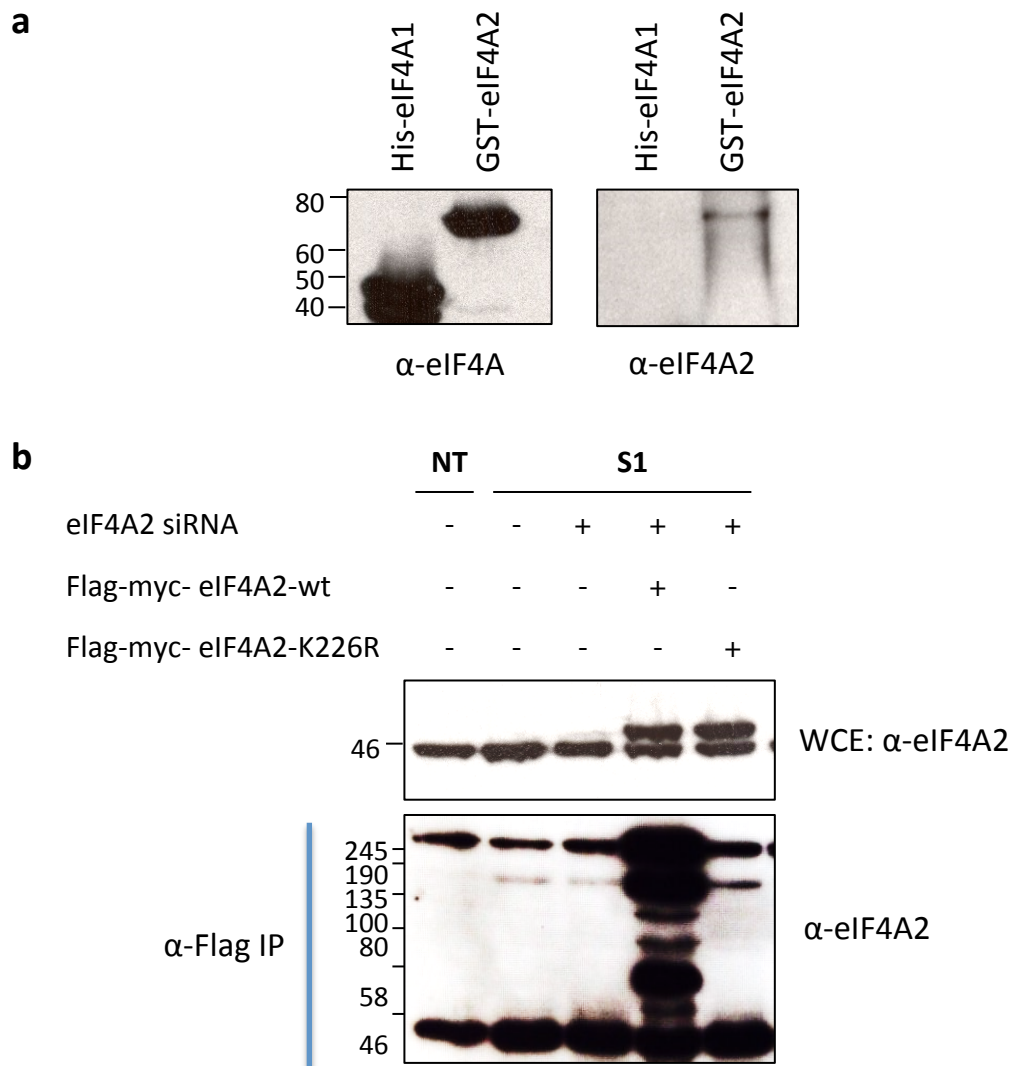 a
His-eIF4A1
GST-eIF4A2
His-eIF4A1
GST-eIF4A2
80
60
50
40
α-eIF4A
α-eIF4A2
b
NT S1
eIF4A2 siRNA - - + + +
Flag-myc- eIF4A2-wt - - - + -
Flag-myc- eIF4A2-K226R - - - - +
46
WCE: α-eIF4A2
245
190
135
100
80
58
46
α-Flag IP
α-eIF4A2